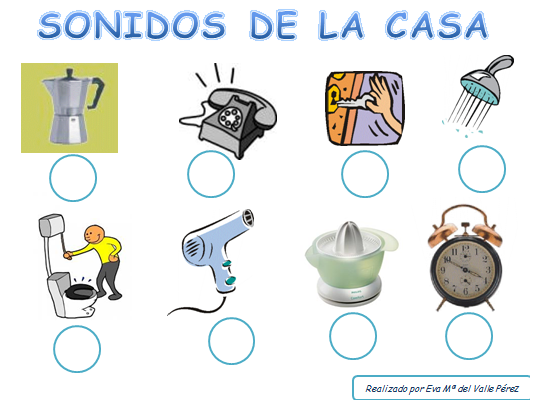 SONIDOS DE LA CASA
Realizado por Eva Mª del Valle Pérez